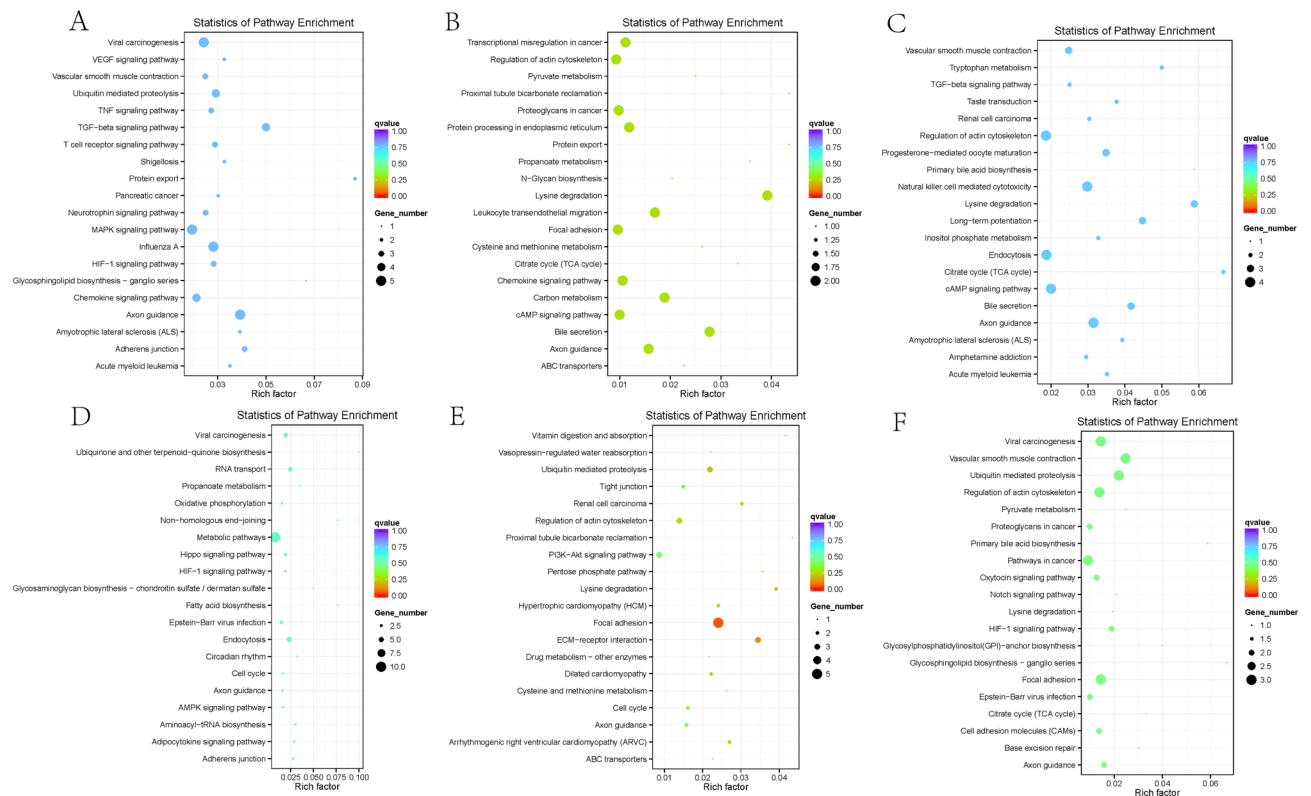 A
Statistics of Pathway Enrichment
Viral carcinogenesis
VEGF signaling pathway
Vascular smooth muscle contraction
Ubiquitin mediated proteolysis
TNF signaling pathway
TGF-beta signaling pathway
T cell receptor signaling pathway
Shigellosis
Protein export
Pancreatic cancer
Neurotrophin signaling pathway
MAPK signaling pathway
Influenza A
HIF-1 signaling pathway
Glycosphingolipid biosynthesis - ganglio series
Chemokine signaling pathway
Axon guidance
Amyotrophic lateral sclerosis (ALS)
Adherens junction
Acute myeloid leukemia
0.03 0.05 0.07 0.09
Rich factor
qvalue
1.00
0.75
0.50
0.25
0.00
Gene_number
1
2
3
4
5
B
Statistics of Pathway Enrichment
Transcriptional misregulation in cancer
Regulation of actin cytoskeleton
Pyruvate metabolism
Proximal tubule bicarbonate reclamation
Proteoglycans in cancer
Protein processing in endoplasmic reticulum
Protein export
Propanoate metabolism
N-Glycan biosynthesis
Lysine degradation
Leukocyte transendothelial migration
Focal adhesion
Cysteine and methionine metabolism
Citrate cycle (TCA cycle)
Chemokine signaling pathway
Carbon metabolism
cAMP signaling pathway
Bile secretion
Axon guidance
ABC transporters
0.01 0.02 0.03 0.04
Rich factor
qvalue
1.00
0.75
0.50
0.25
0.00
Gene_number
1.00
1.25
1.50
1.75
2.00
C
Statistics of Pathway Enrichment
Vascular smooth muscle contraction
Tryptophan metabolism
TGF-beta signaling pathway
Taste transduction
Renal cell carcinoma
Regulation of actin cytoskeleton
Progesterone-mediated oocyte maturation
Primary bile acid biosynthesis
Natural killer cell mediated cytotoxicity
Lysine degradation
Long-term potentiation
Inositol phosphate metabolism
Endocytosis
Citrate cycle (TCA cycle)
cAMP signaling pathway
Bile secretion
Axon guidance
Amyotrophic lateral sclerosis (ALS)
Amphetamine addiction
Acute myeloid leukemia
0.02 0.03 0.04 0.05 0.06
Rich factor
qvalue
1.00
0.75
0.50
0.25
0.00
Gene_number
1
2
3
4
D
Statistics of Pathway Enrichment
Viral carcinogenesis
Ubiquinone and other terpenoid-quinone biosynthesis
RNA transport
Propanoate metabolism
Oxidative phosphorylation
Non-homologous end-joining
Metabolic pathways
Hippo signaling pathway
HIF-1 signaling pathway
Glycosaminoglycan biosynthesis - chondroitin sulfate / dermatan sulfate
Fatty acid biosynthesis
Epstein-Barr virus infection
Endocytosis
Circadian rhythm
Cell cycle
Axon guidance
AMPK signaling pathway
Aminoacyl-tRNA biosynthesis
Adipocytokine signaling pathway
Adherens junction
0.025 0.050 0.075 0.100
Rich factor
qvalue
1.00
0.75
0.50
0.25
0.00
Gene_number
2.5
5.0
7.5
10.0
E
Statistics of Pathway Enrichment
Vitamin digestion and absorption
Vasopressin-regulated water reabsorption
Ubiquitin mediated proteolysis
Tight junction
Renal cell carcinoma
Regulation of actin cytoskeleton
Proximal tubule bicarbonate reclamation
PI3K-Akt signaling pathway
Pentose phosphate pathway
Lysine degradation
Hypertrophic cardiomyopathy (HCM)
Focal adhesion
ECM-receptor interaction
Drug metabolism - other enzymes
Dilated cardiomyopathy
Cysteine and methionine metabolism
Cell cycle
Axon guidance
Arrhythmogenic right ventricular cardiomyopathy (ARVC)
ABC transporters
0.01 0.02 0.03 0.04
Rich factor
qvalue
1.00
0.75
0.50
0.25
0.00
Gene_number
1
2
3
4
5
F
Statistics of Pathway Enrichment
Viral carcinogenesis
Vascular smooth muscle contraction
Ubiquitin mediated proteolysis
Regulation of actin cytoskeleton
Pyruvate metabolism
Proteoglycans in cancer
Primary bile acid biosynthesis
Pathways in cancer
Oxytocin signaling pathway
Notch signaling pathway
Lysine degradation
HIF-1 signaling pathway
Glycosylphosphatidylinositol(GPI)-anchor biosynthesis
Glycosphingolipid biosynthesis - ganglio series
Focal adhesion
Epstein-Barr virus infection
Citrate cycle (TCA cycle)
Cell adhesion molecules (CAMs)
Base excision repair
Axon guidance
0.02 0.04 0.06
Rich factor
qvalue
1.00
0.75
0.50
0.25
0.00
Gene_number
1.0
1.5
2.0
2.5
3.0